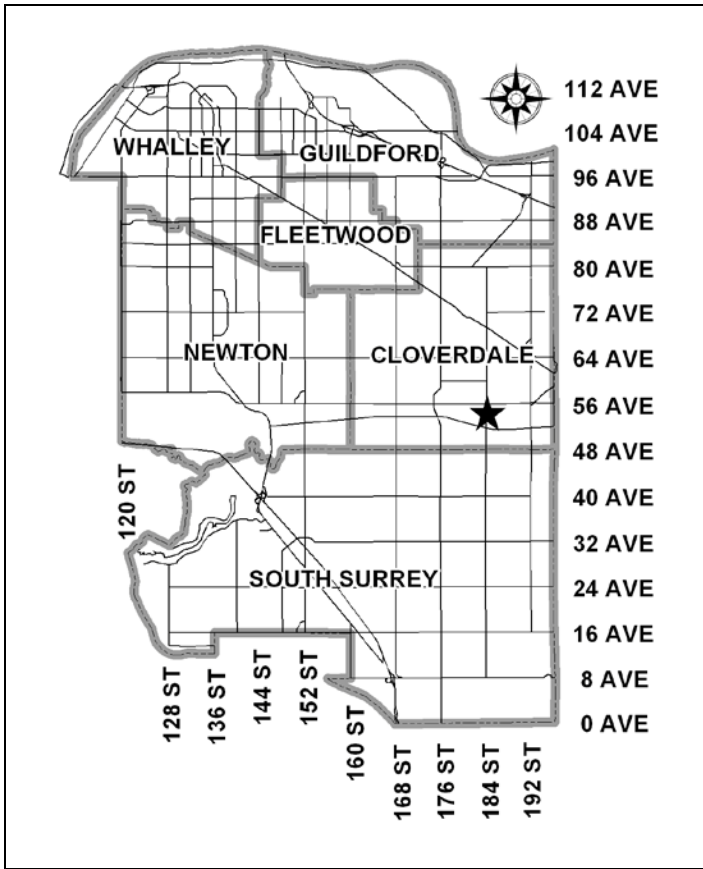 112 AVE
104 AVE
WHALLEY
GUILDFORD
96 AVE
88 AVE
FLEETWOOD
80 AVE
72 AVE
NEWTON
CLOVERDALE
64 AVE
56 AVE
48 AVE
120 ST
40 AVE
32 AVE
SOUTH SURREY
24 AVE
16 AVE
8 AVE
0 AVE
128 ST
136 ST
144 ST
152 ST
160 ST
168 ST
176 ST
184 ST
192 ST